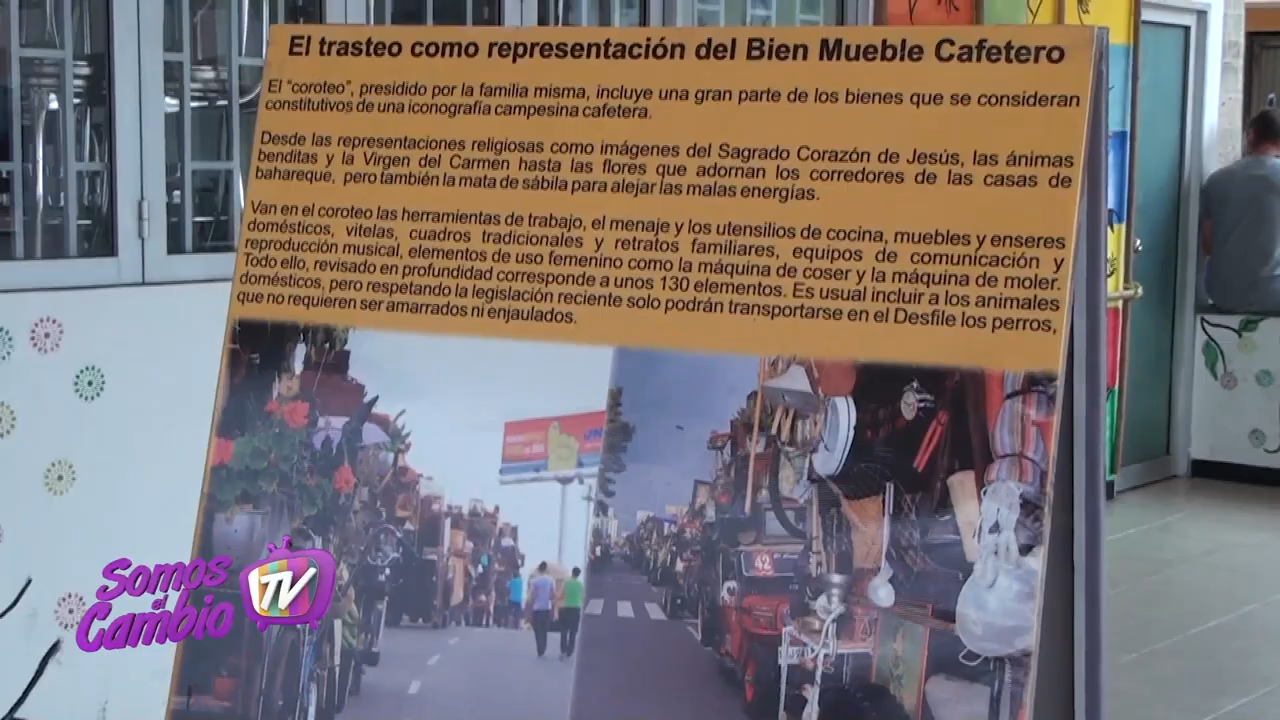 El trasteo como representación del Bien Mueble Cafetero
El "coroteo", presidido por la familia misma, incluye una gran parte de los bienes que se consideran
constitutivos de una iconografía campesina cafetera.
Desde las representaciones religiosas como imágenes del Sagrado Corazón de Jesús, las ánimas
benditas y la Virgen del Carmen hasta las flores que adornan los corredores de las casas de
bahareque, pero también la mata de sábila para alejar las malas energías.
Van en el coroteo las herramientas de trabajo, el menaje y los utensilios de cocina, muebles y enseres
domésticos, vitelas, cuadros tradicionales y retratos familiares, equipos de comunicación y
reproducción musical, elementos de uso femenino como la máquina de coser y la máquina de moler.
Todo ello, revisado en profundidad corresponde a unos 130 elementos. Es usual incluir a los animales
domésticos, pero respetando la legislación reciente solo podrán transportarse en el Desfile los perros,
que no requieren ser amarrados ni enjaulados.
42
Somos
el
Cambio
TV